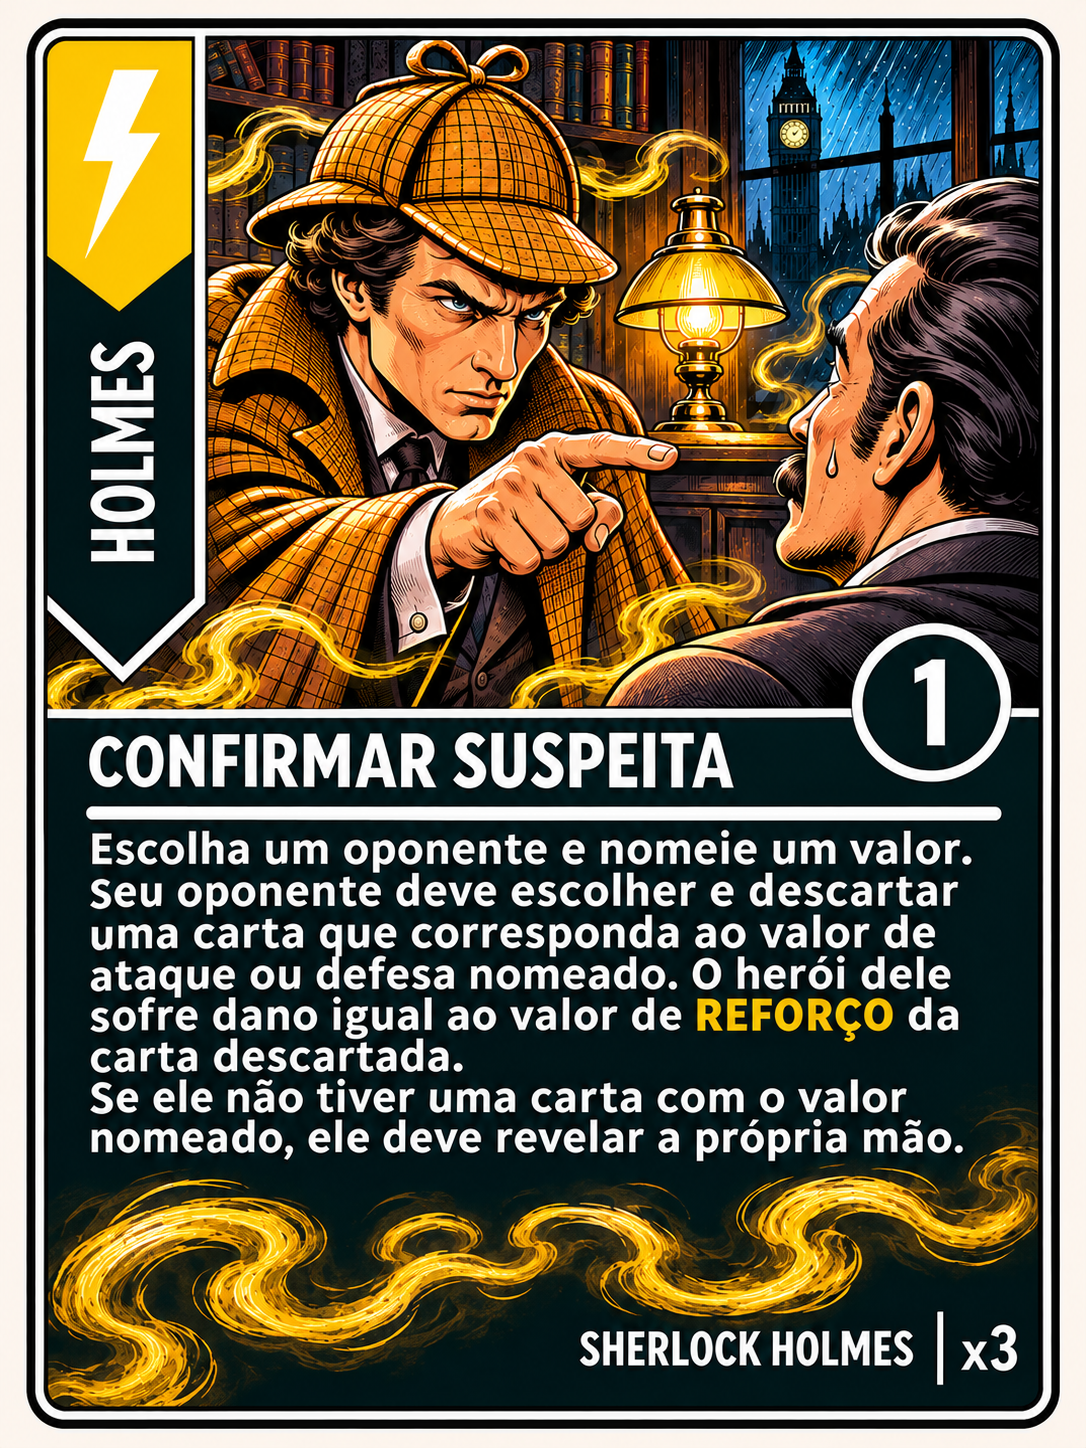 HOLMES
1
CONFIRMAR SUSPEITA
Escolha um oponente e nomeie um valor.
Seu oponente deve escolher e descartar
uma carta que corresponda ao valor de
ataque ou defesa nomeado. O herói dele
sofre dano igual ao valor de REFORÇO da
carta descartada.
Se ele não tiver uma carta com o valor
nomeado, ele deve revelar a própria mão.
SHERLOCK HOLMES | x3